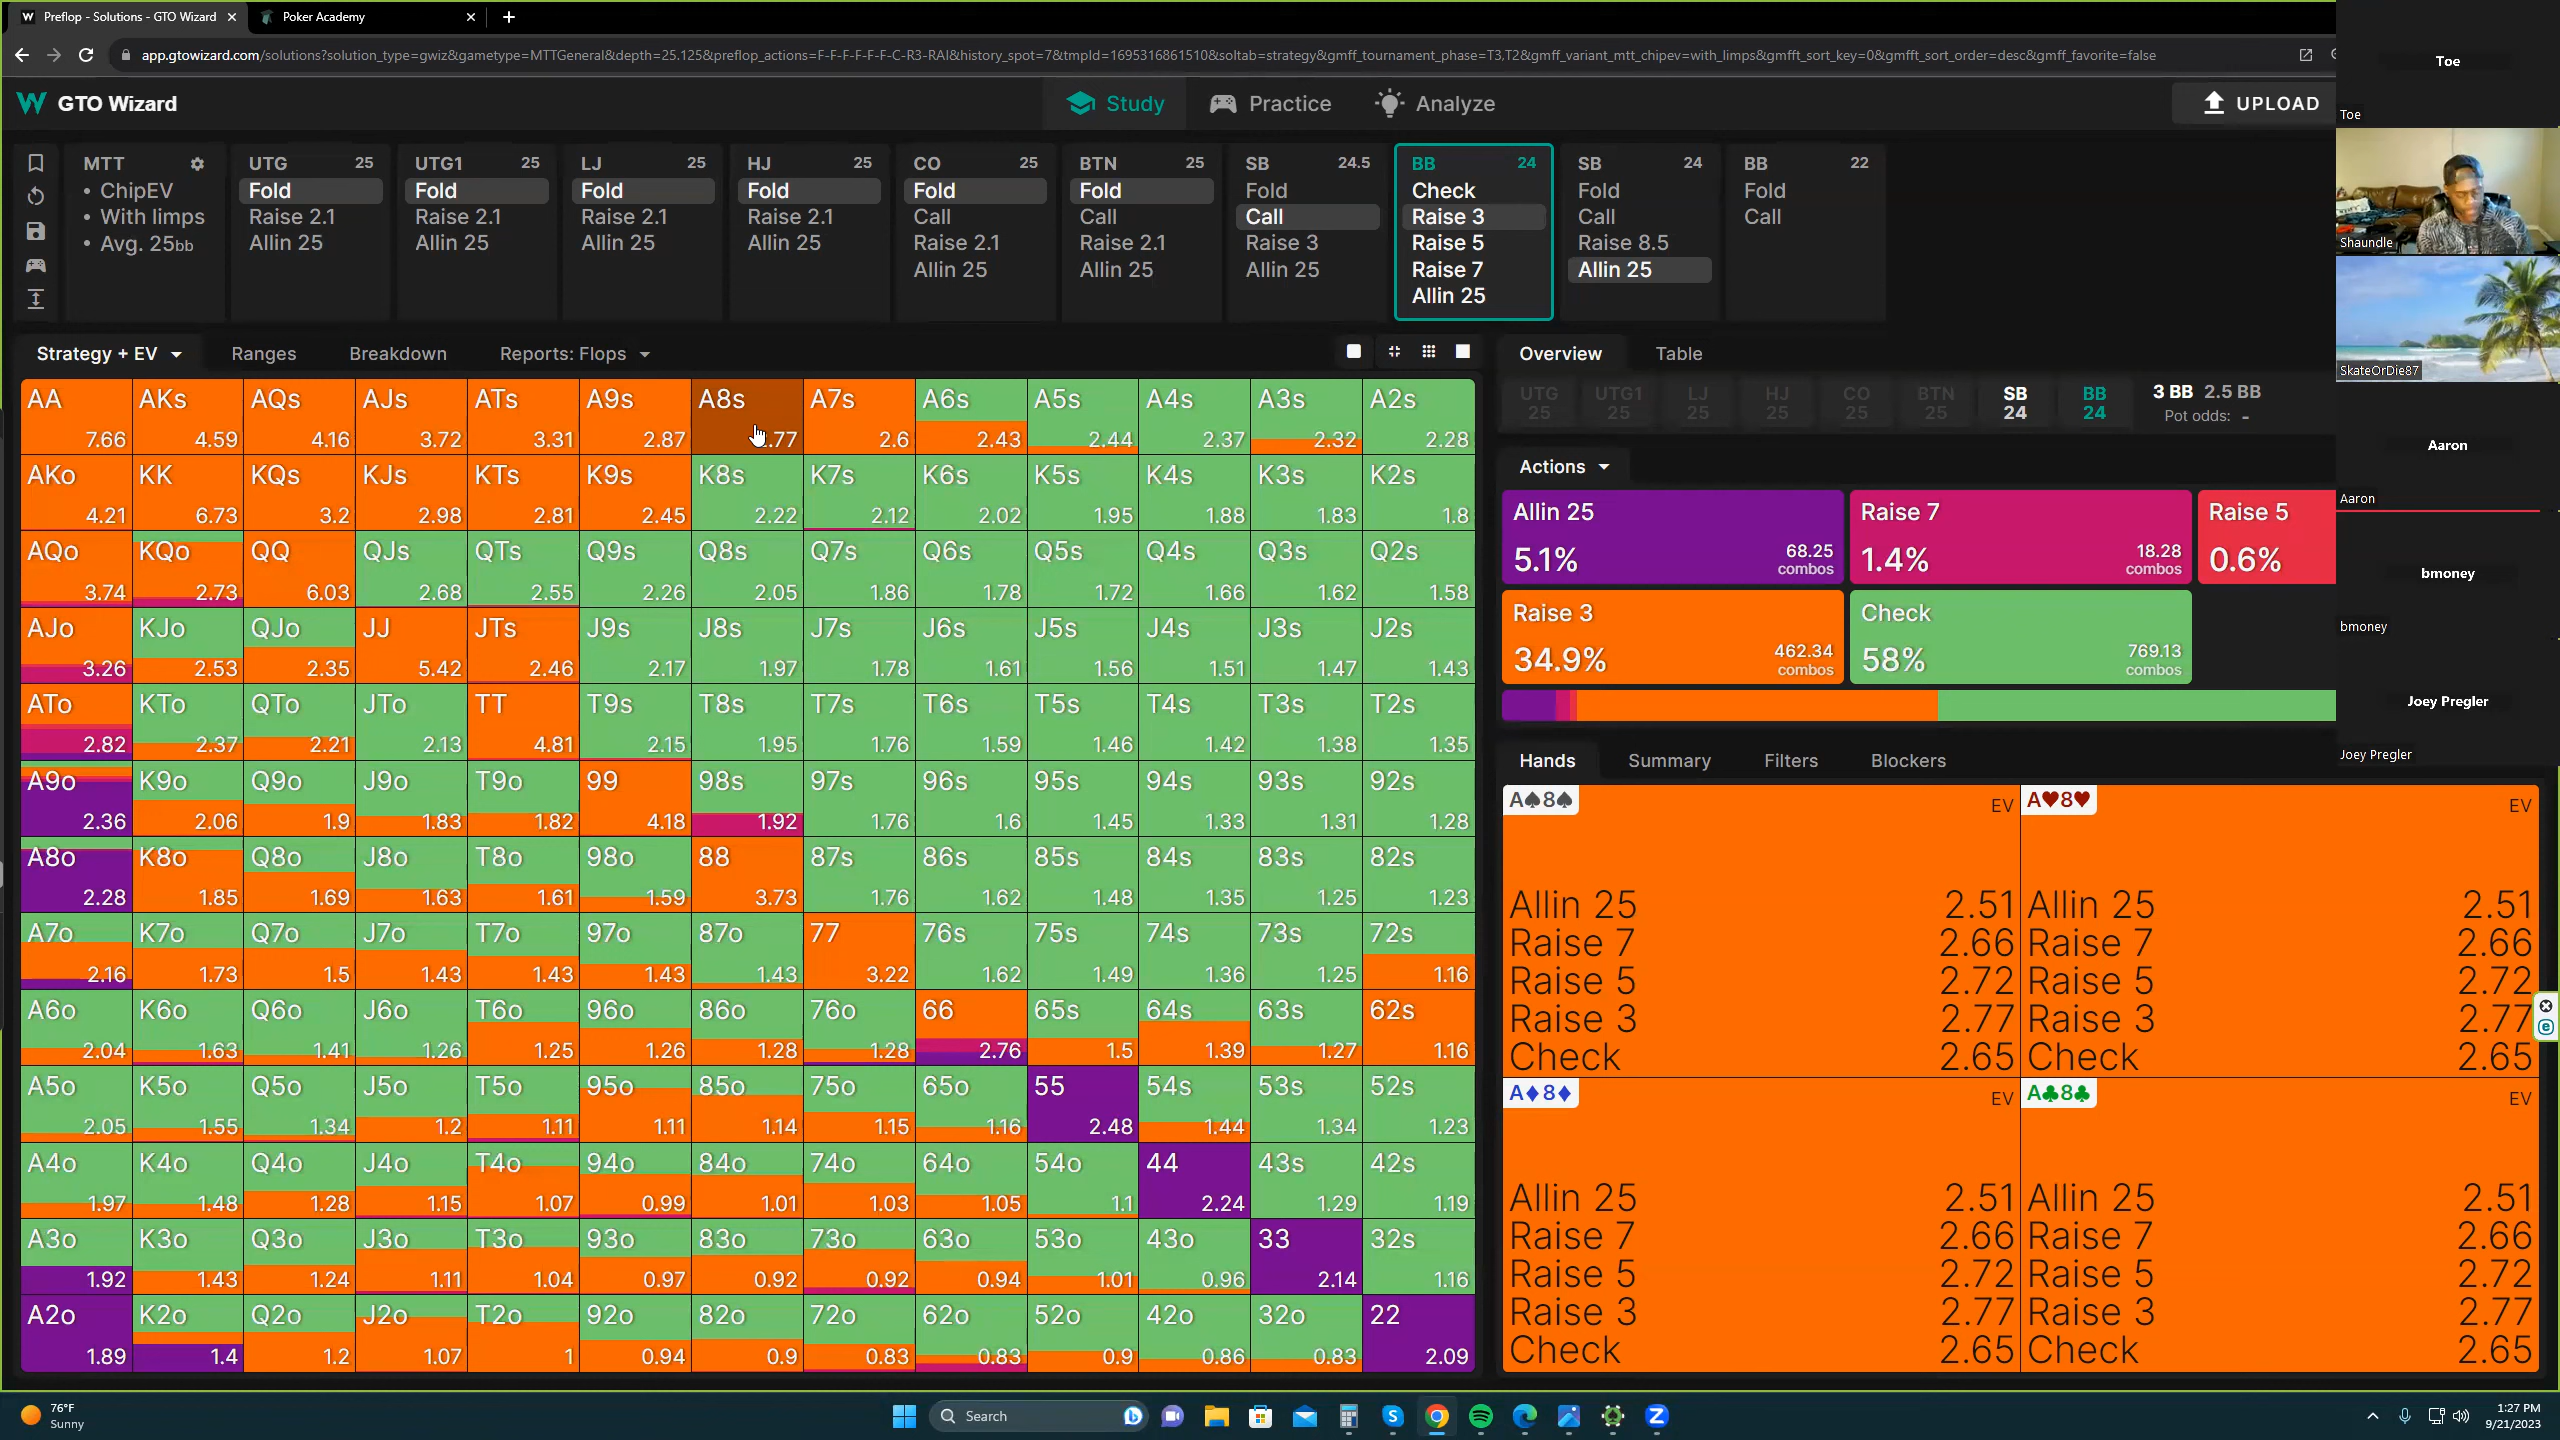 Preflop - Solutions - GTO Wizard
Poker Academy
app.gtowizard.com/solutions?solution_type=gwiz&gametype=MTTGeneral&depth=25.125&preflop_actions=F-F-F-F-F-F-C-R3-RAI&history_spot=7&tmpId=1695316861510&soltab=strategy&gmff_tournament_phase=T3,T2&gmff_variant_mtt_chipev=with_limps&gmfft_sort_key=0&gmfft_sort_order=desc&gmff_favorite=false
GTO Wizard
Study
Practice
Analyze
UPLOAD
MTT
• ChipEV
• With limps
• Avg. 25bb
UTG 25
Fold
Raise 2.1
Allin 25
UTG1 25
Fold
Raise 2.1
Allin 25
LJ 25
Fold
Raise 2.1
Allin 25
HJ 25
Fold
Raise 2.1
Allin 25
CO 25
Fold
Call
Raise 2.1
Allin 25
BTN 25
Fold
Call
Raise 2.1
Allin 25
SB 24.5
Fold
Call
Raise 3
Allin 25
BB 24
Check
Raise 3
Raise 5
Raise 7
Allin 25
SB 24
Fold
Call
Raise 8.5
Allin 25
BB 22
Fold
Call
Strategy + EV Ranges Breakdown Reports: Flops
AA AKs AQs AJs ATs A9s A8s A7s A6s A5s A4s A3s A2s
7.66 4.59 4.16 3.72 3.31 2.87 .77 2.6 2.43 2.44 2.37 2.32 2.28
AKo KK KQs KJs KTs K9s K8s K7s K6s K5s K4s K3s K2s
4.21 6.73 3.2 2.98 2.81 2.45 2.22 2.12 2.02 1.95 1.88 1.83 1.8
AQo KQo QQ QJs QTs Q9s Q8s Q7s Q6s Q5s Q4s Q3s Q2s
3.74 2.73 6.03 2.68 2.55 2.26 2.05 1.86 1.78 1.72 1.66 1.62 1.58
AJo KJo QJo JJ JTs J9s J8s J7s J6s J5s J4s J3s J2s
3.26 2.53 2.35 5.42 2.46 2.17 1.97 1.78 1.61 1.56 1.51 1.47 1.43
ATo KTo QTo JTo TT T9s T8s T7s T6s T5s T4s T3s T2s
2.82 2.37 2.21 2.13 4.81 2.15 1.95 1.76 1.59 1.46 1.42 1.38 1.35
A9o K9o Q9o J9o T9o 99 98s 97s 96s 95s 94s 93s 92s
2.36 2.06 1.9 1.83 1.82 4.18 1.92 1.76 1.6 1.45 1.33 1.31 1.28
A8o K8o Q8o J8o T8o 98o 88 87s 86s 85s 84s 83s 82s
2.28 1.85 1.69 1.63 1.61 1.59 3.73 1.76 1.62 1.48 1.35 1.25 1.23
A7o K7o Q7o J7o T7o 97o 87o 77 76s 75s 74s 73s 72s
2.16 1.73 1.5 1.43 1.43 1.43 1.43 3.22 1.62 1.49 1.36 1.25 1.16
A6o K6o Q6o J6o T6o 96o 86o 76o 66 65s 64s 63s 62s
2.04 1.63 1.41 1.26 1.25 1.26 1.28 1.28 2.76 1.5 1.39 1.27 1.16
A5o K5o Q5o J5o T5o 95o 85o 75o 65o 55 54s 53s 52s
2.05 1.55 1.34 1.2 1.11 1.11 1.14 1.15 1.16 2.48 1.44 1.34 1.23
A4o K4o Q4o J4o T4o 94o 84o 74o 64o 54o 44 43s 42s
1.97 1.48 1.28 1.15 1.07 0.99 1.01 1.03 1.05 1.1 2.24 1.29 1.19
A3o K3o Q3o J3o T3o 93o 83o 73o 63o 53o 43o 33 32s
1.92 1.43 1.24 1.11 1.04 0.97 0.92 0.92 0.94 1.01 0.96 2.14 1.16
A2o K2o Q2o J2o T2o 92o 82o 72o 62o 52o 42o 32o 22
1.89 1.4 1.2 1.07 1 0.94 0.9 0.83 0.83 0.9 0.86 0.83 2.09
Overview Table
UTG UTG1 LJ HJ CO BTN SB BB 3 BB 2.5 BB
25 25 25 25 25 25 24 24 Pot odds: -
Actions
Allin 25
5.1% 68.25 combos
Raise 7
1.4% 18.28 combos
Raise 5
0.6%
Raise 3
34.9% 462.34 combos
Check
58% 769.13 combos
Hands Summary Filters Blockers
A♠8♠ EV A♥8♥ EV
Allin 25 2.51 Allin 25 2.51
Raise 7 2.66 Raise 7 2.66
Raise 5 2.72 Raise 5 2.72
Raise 3 2.77 Raise 3 2.77
Check 2.65 Check 2.65
A♦8♦ EV A♣8♣ EV
Allin 25 2.51 Allin 25 2.51
Raise 7 2.66 Raise 7 2.66
Raise 5 2.72 Raise 5 2.72
Raise 3 2.77 Raise 3 2.77
Check 2.65 Check 2.65
Toe
Toe
Shaundle
SkateOrDie87
Aaron
Aaron
bmoney
bmoney
Joey Pregler
Joey Pregler
76°F
Sunny
Search
1:27 PM
9/21/2023